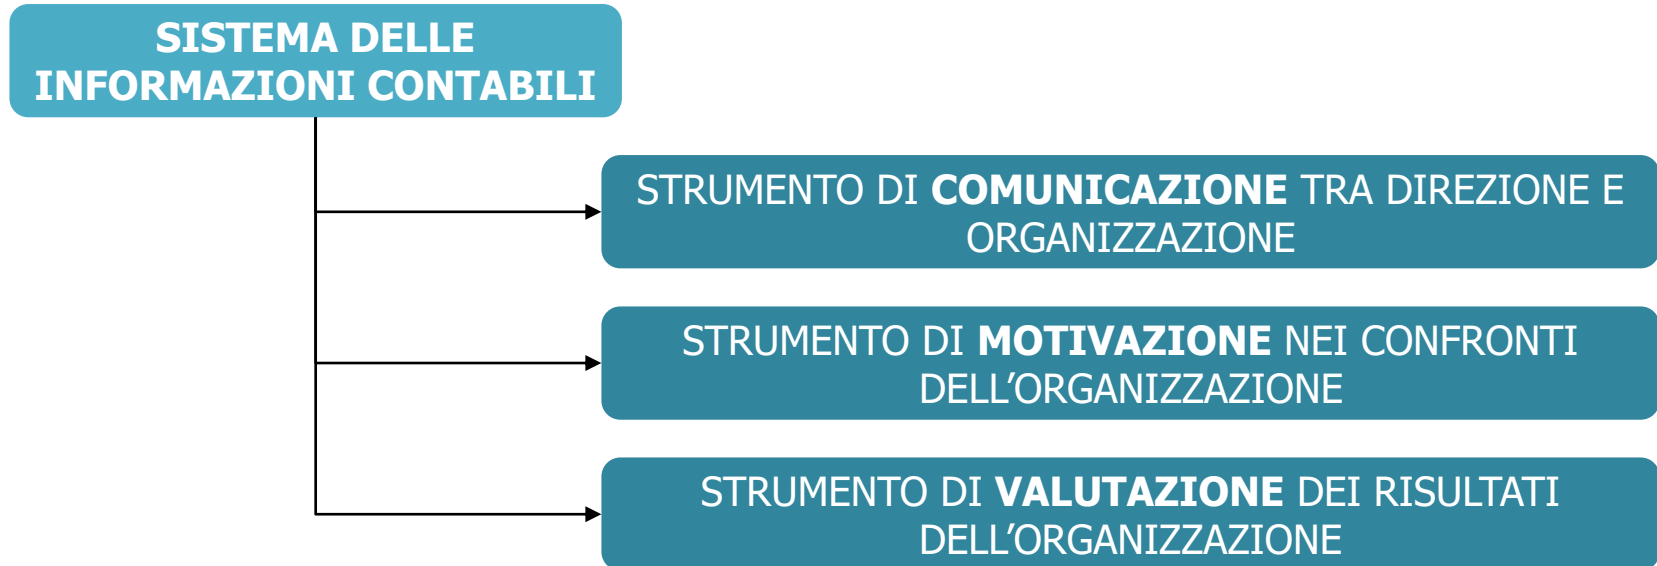 SISTEMA DELLE
INFORMAZIONI CONTABILI
STRUMENTO DI COMUNICAZIONE TRA DIREZIONE E
ORGANIZZAZIONE
STRUMENTO DI MOTIVAZIONE NEI CONFRONTI
DELL’ORGANIZZAZIONE
STRUMENTO DI VALUTAZIONE DEI RISULTATI
DELL’ORGANIZZAZIONE